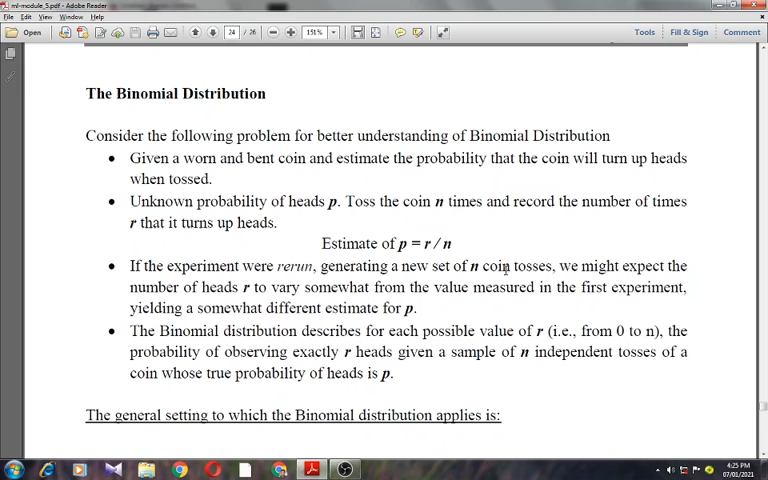 ml-module_5.pdf - Adobe Reader
File Edit View Window Help
Open 24 / 26 151% Tools Fill & Sign Comment
The Binomial Distribution
Consider the following problem for better understanding of Binomial Distribution
• Given a worn and bent coin and estimate the probability that the coin will turn up heads
when tossed.
• Unknown probability of heads p. Toss the coin n times and record the number of times
r that it turns up heads.
Estimate of p = r / n
• If the experiment were rerun, generating a new set of n coin tosses, we might expect the
number of heads r to vary somewhat from the value measured in the first experiment,
yielding a somewhat different estimate for p.
• The Binomial distribution describes for each possible value of r (i.e., from 0 to n), the
probability of observing exactly r heads given a sample of n independent tosses of a
coin whose true probability of heads is p.
The general setting to which the Binomial distribution applies is:
4:25 PM
07/01/2021